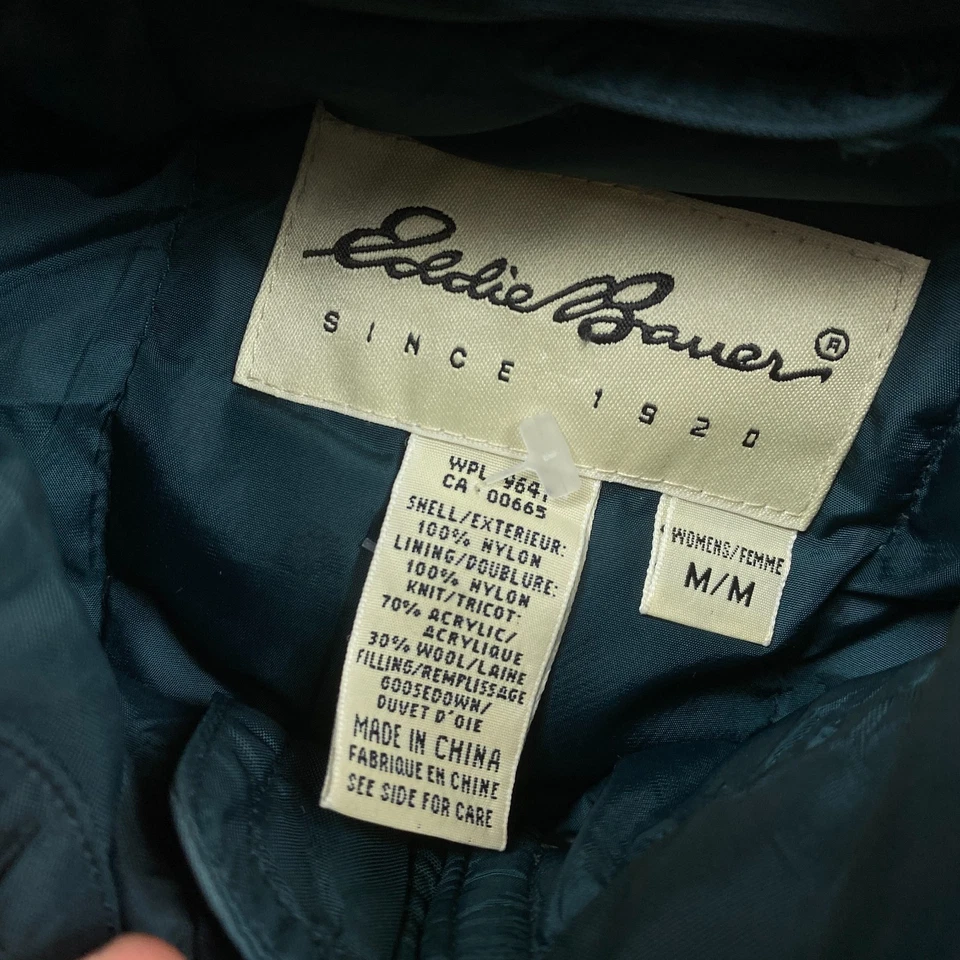 Eddie Bauer ®
SINCE 1920
WPL 9641
CA 00665
SHELL/EXTERIEUR:
100% NYLON
LINING/DOUBLURE:
100% NYLON
KNIT/TRICOT:
70% ACRYLIC/
ACRYLIQUE
30% WOOL/LAINE
FILLING/REMPLISSAGE
GOOSEDOWN/
DUVET D'OIE
MADE IN CHINA
FABRIQUE EN CHINE
SEE SIDE FOR CARE
WOMENS/FEMME
M/M